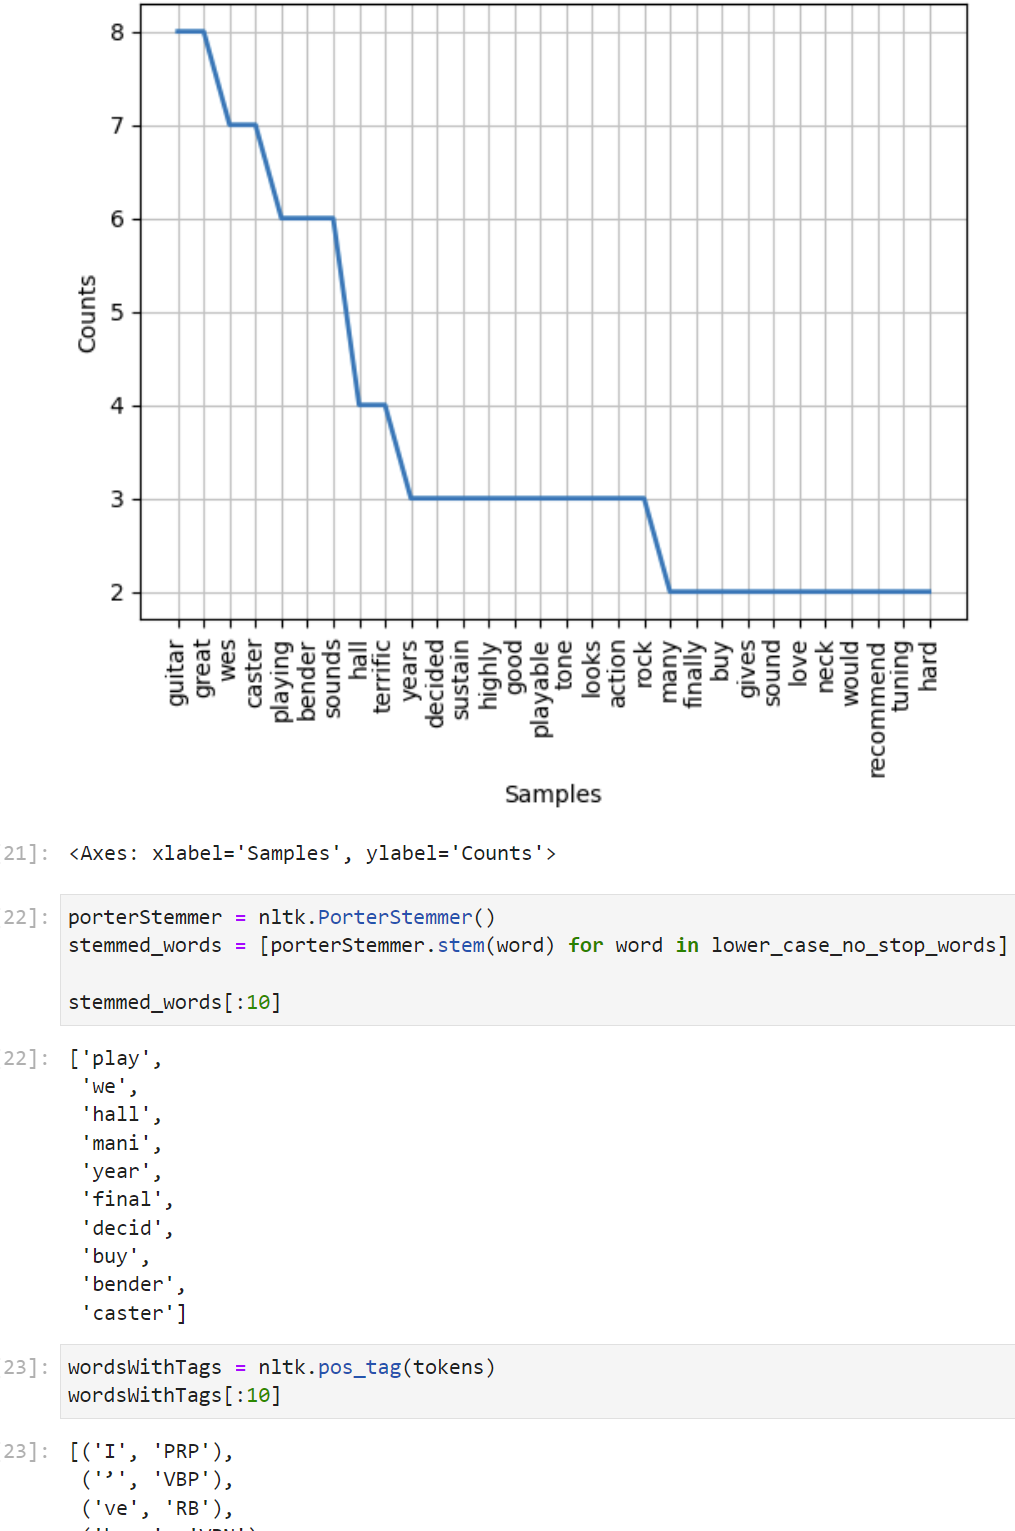 8
7
6
5
4
3
2
Counts
guitar
great
wes
caster
playing
bender
sounds
hall
terrific
years
decided
sustain
highly
good
playable
tone
looks
action
rock
many
finally
buy
gives
sound
love
neck
would
recommend
tuning
hard
Samples
21]: <Axes: xlabel='Samples', ylabel='Counts'>
22]: porterStemmer = nltk.PorterStemmer()
stemmed_words = [porterStemmer.stem(word) for word in lower_case_no_stop_words]
stemmed_words[:10]
22]: ['play',
'we',
'hall',
'mani',
'year',
'final',
'decid',
'buy',
'bender',
'caster']
23]: wordsWithTags = nltk.pos_tag(tokens)
wordsWithTags[:10]
23]: [('I', 'PRP'),
('’', 'VBP'),
('ve', 'RB'),